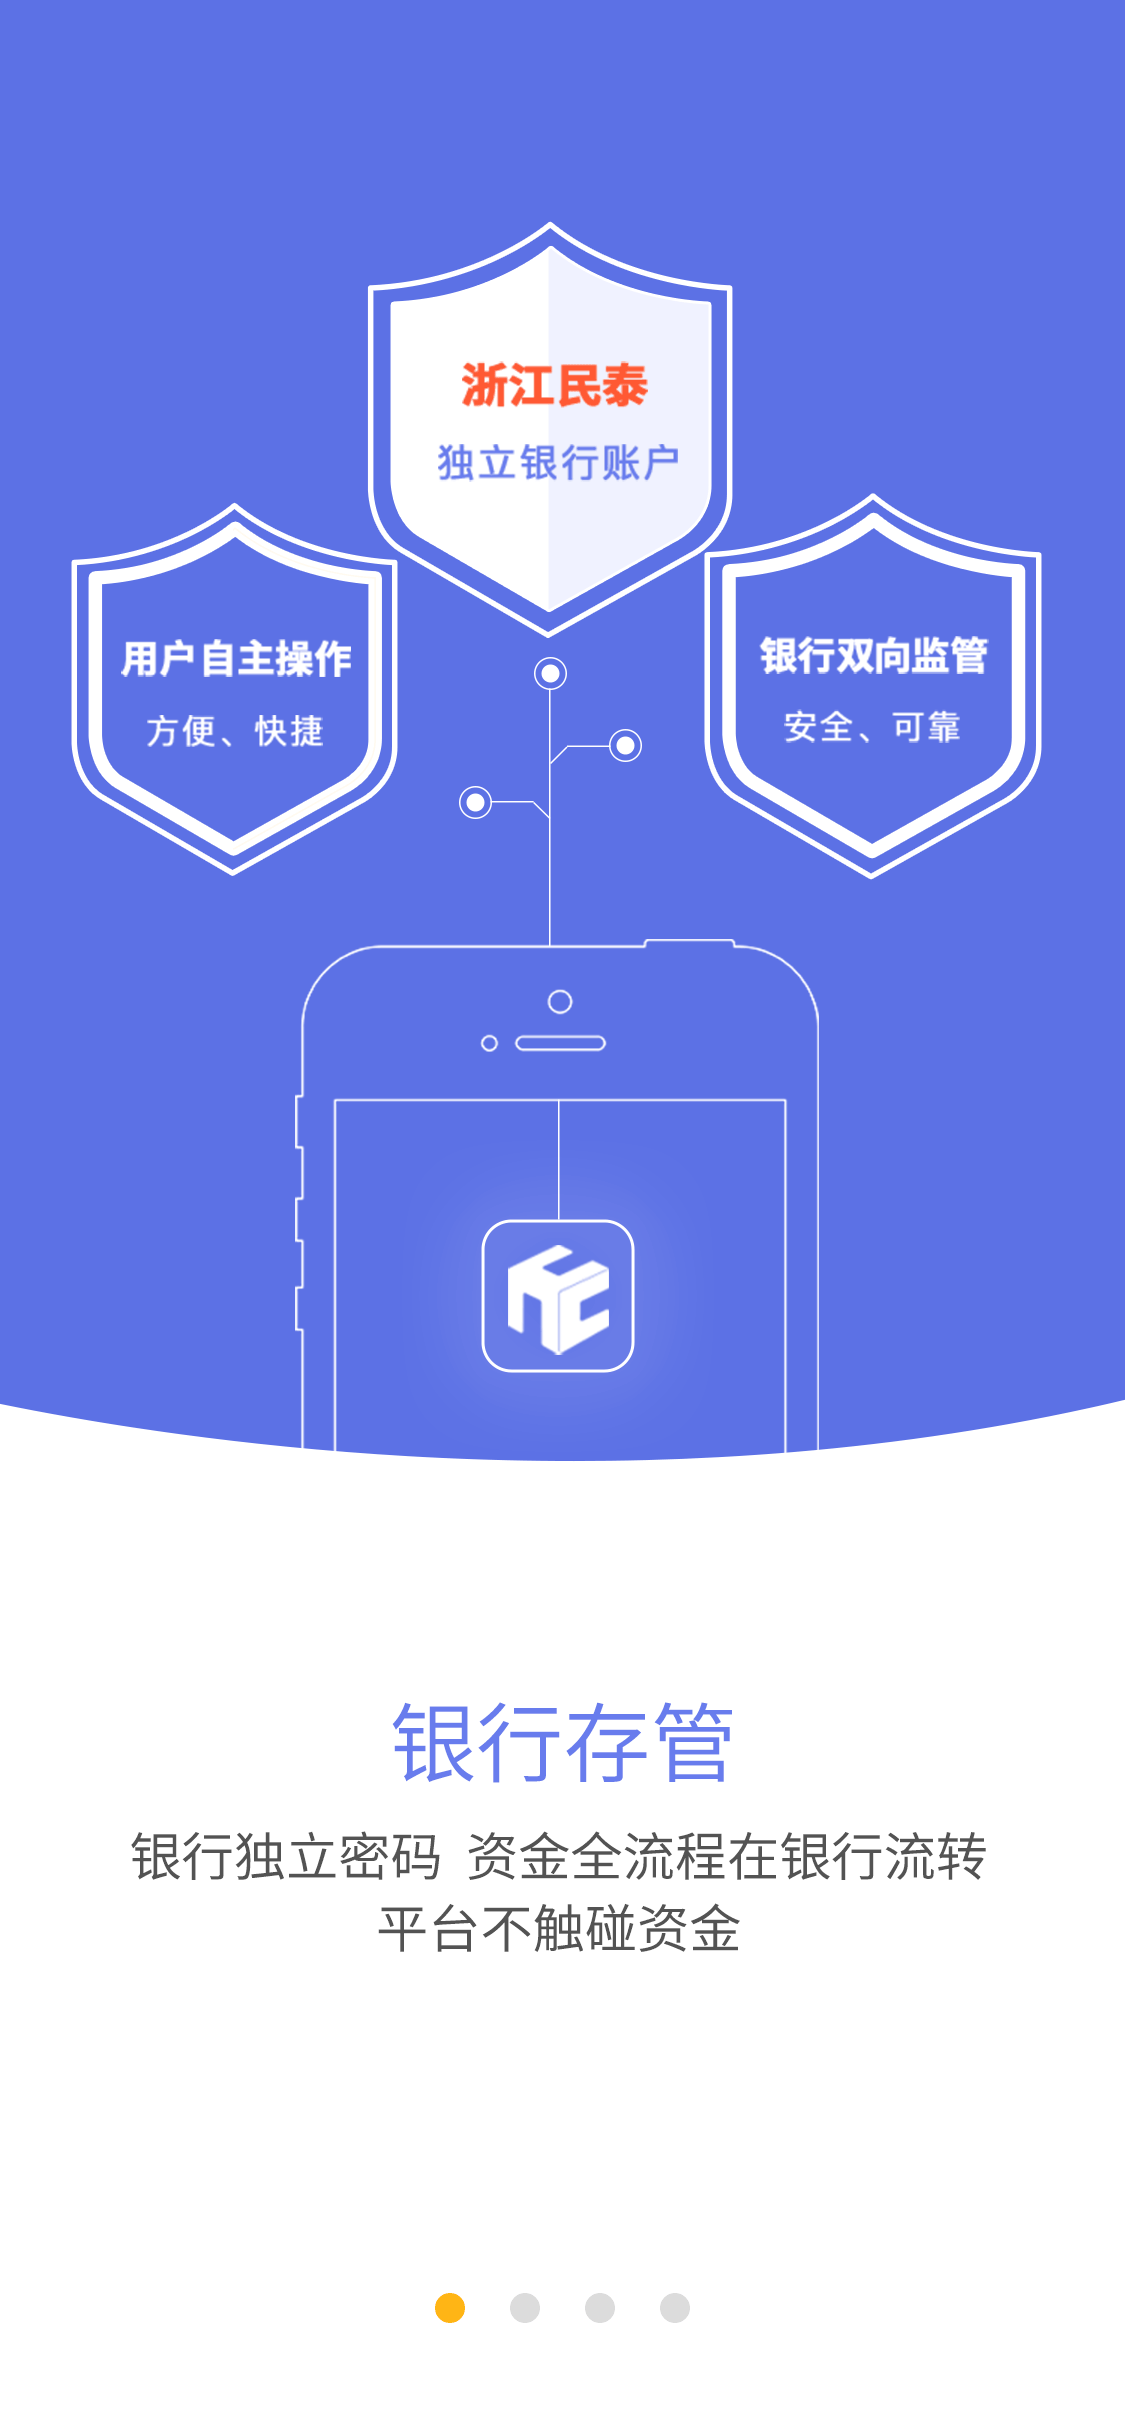 浙江民泰
独立银行账户
用户自主操作
方便、快捷
银行双向监管
安全、可靠
银行存管
银行独立密码 资金全流程在银行流转
平台不触碰资金